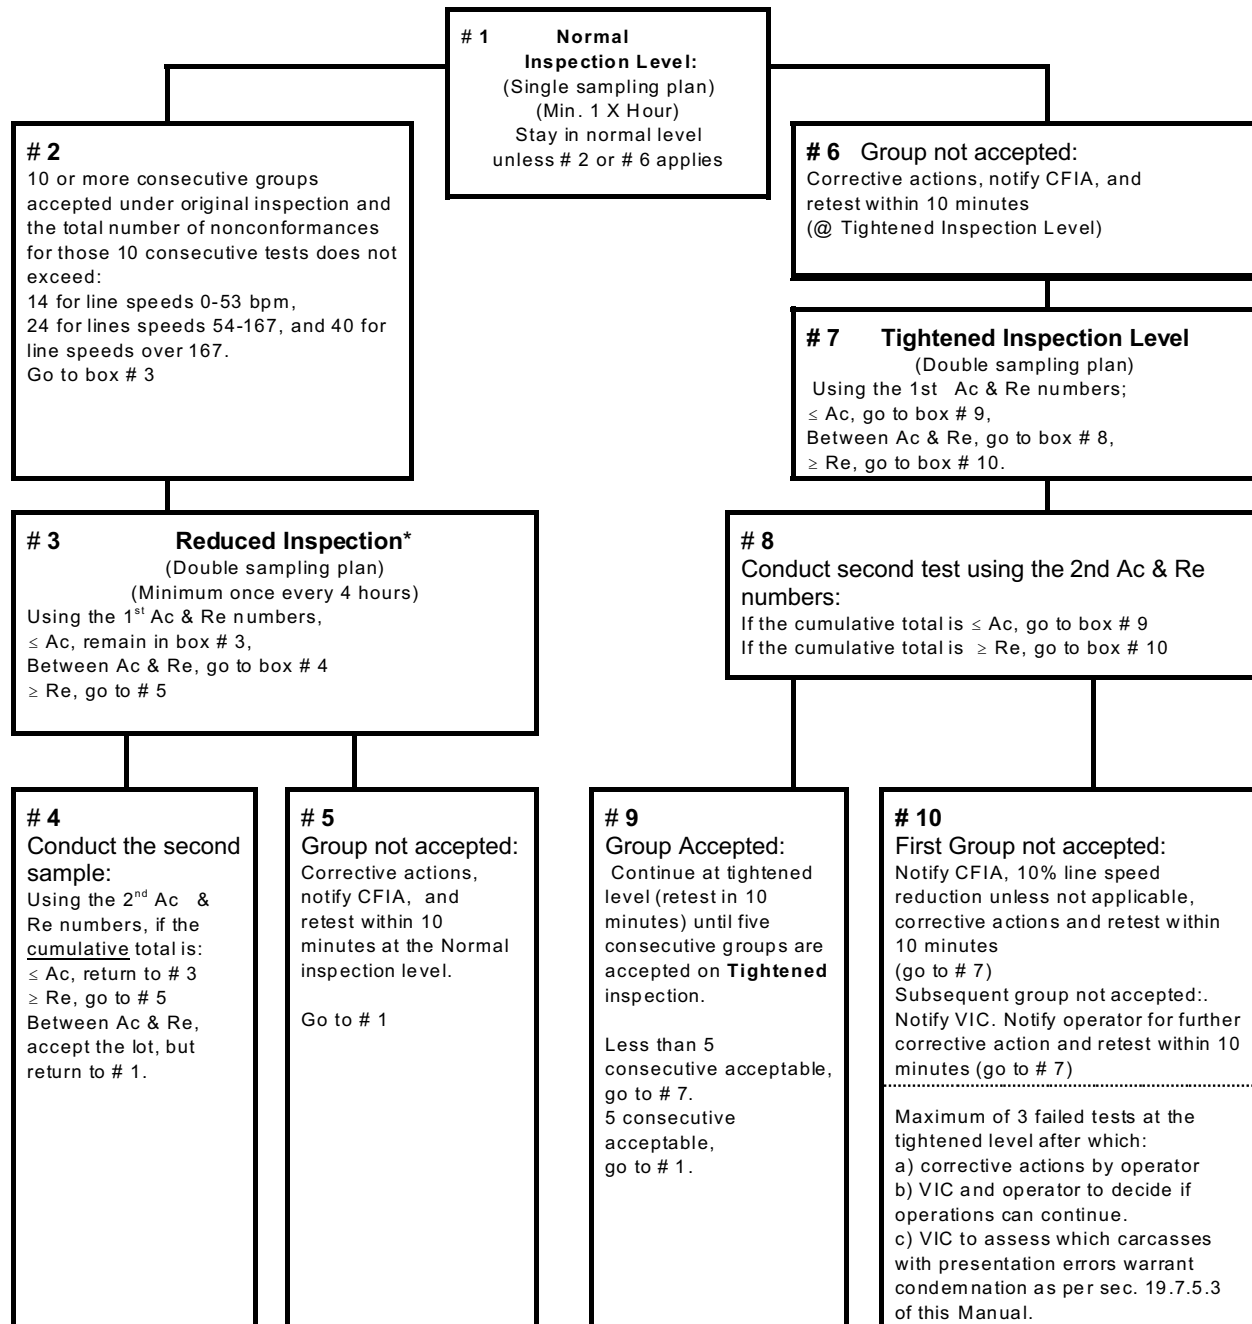 # 1 Normal
Inspection Level:
(Single sampling plan)
(Min. 1 X Hour)
Stay in normal level
unless # 2 or # 6 applies
# 2
10 or more consecutive groups
accepted under original inspection and
the total number of nonconformances
for those 10 consecutive tests does not
exceed:
14 for line speeds 0-53 bpm,
24 for lines speeds 54-167, and 40 for
line speeds over 167.
Go to box # 3
# 6 Group not accepted:
Corrective actions, notify CFIA, and
retest within 10 minutes
(@ Tightened Inspection Level)
# 7 Tightened Inspection Level
(Double sampling plan)
Using the 1st Ac & Re numbers;
≤ Ac, go to box # 9,
Between Ac & Re, go to box # 8,
≥ Re, go to box # 10.
# 3 Reduced Inspection*
(Double sampling plan)
(Minimum once every 4 hours)
Using the 1st Ac & Re numbers,
≤ Ac, remain in box # 3,
Between Ac & Re, go to box # 4
≥ Re, go to # 5
# 8
Conduct second test using the 2nd Ac & Re
numbers:
If the cumulative total is ≤ Ac, go to box # 9
If the cumulative total is ≥ Re, go to box # 10
# 4
Conduct the second
sample:
Using the 2nd Ac &
Re numbers, if the
cumulative total is:
≤ Ac, return to # 3
≥ Re, go to # 5
Between Ac & Re,
accept the lot, but
return to # 1.
# 5
Group not accepted:
Corrective actions,
notify CFIA, and
retest within 10
minutes at the Normal
inspection level.
Go to # 1
# 9
Group Accepted:
Continue at tightened
level (retest in 10
minutes) until five
consecutive groups are
accepted on Tightened
inspection.
Less than 5
consecutive acceptable,
go to # 7.
5 consecutive
acceptable,
go to # 1.
# 10
First Group not accepted:
Notify CFIA, 10% line speed
reduction unless not applicable,
corrective actions and retest within
10 minutes
(go to # 7)
Subsequent group not accepted:.
Notify VIC. Notify operator for further
corrective action and retest within 10
minutes (go to # 7)
Maximum of 3 failed tests at the
tightened level after which:
a) corrective actions by operator
b) VIC and operator to decide if
operations can continue.
c) VIC to assess which carcasses
with presentation errors warrant
condemnation as per sec. 19.7.5.3
of this Manual.